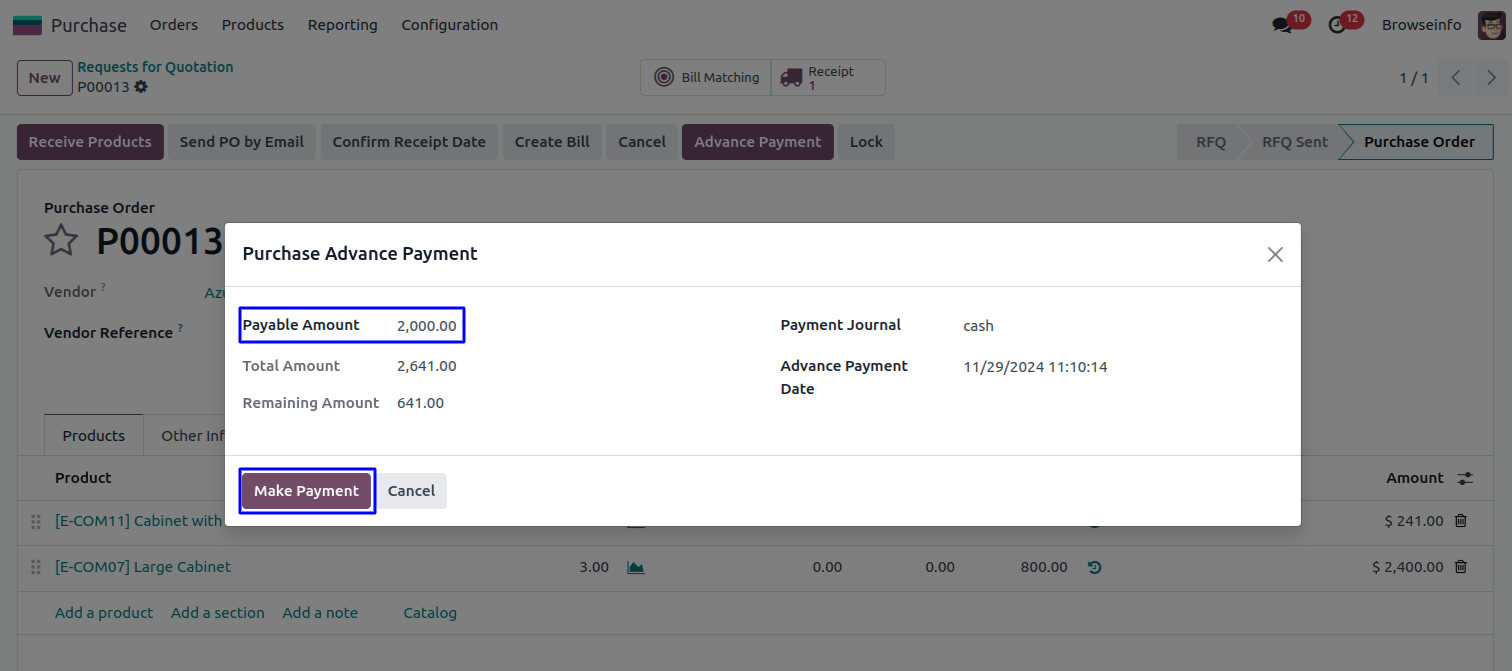 Purchase Orders Products Reporting Configuration 10 12 Browseinfo
New Requests for Quotation
P00013
Bill Matching Receipt
1
1 / 1
Receive Products Send PO by Email Confirm Receipt Date Create Bill Cancel Advance Payment Lock RFQ RFQ Sent Purchase Order
Purchase Order
P00013
Vendor ?
Vendor Reference ?
Purchase Advance Payment
Payable Amount 2,000.00 Payment Journal cash
Total Amount 2,641.00 Advance Payment Date 11/29/2024 11:10:14
Remaining Amount 641.00
Make Payment Cancel
Products Other Inf
Product Amount
[E-COM11] Cabinet with $ 241.00
[E-COM07] Large Cabinet 3.00 0.00 0.00 800.00 $ 2,400.00
Add a product Add a section Add a note Catalog